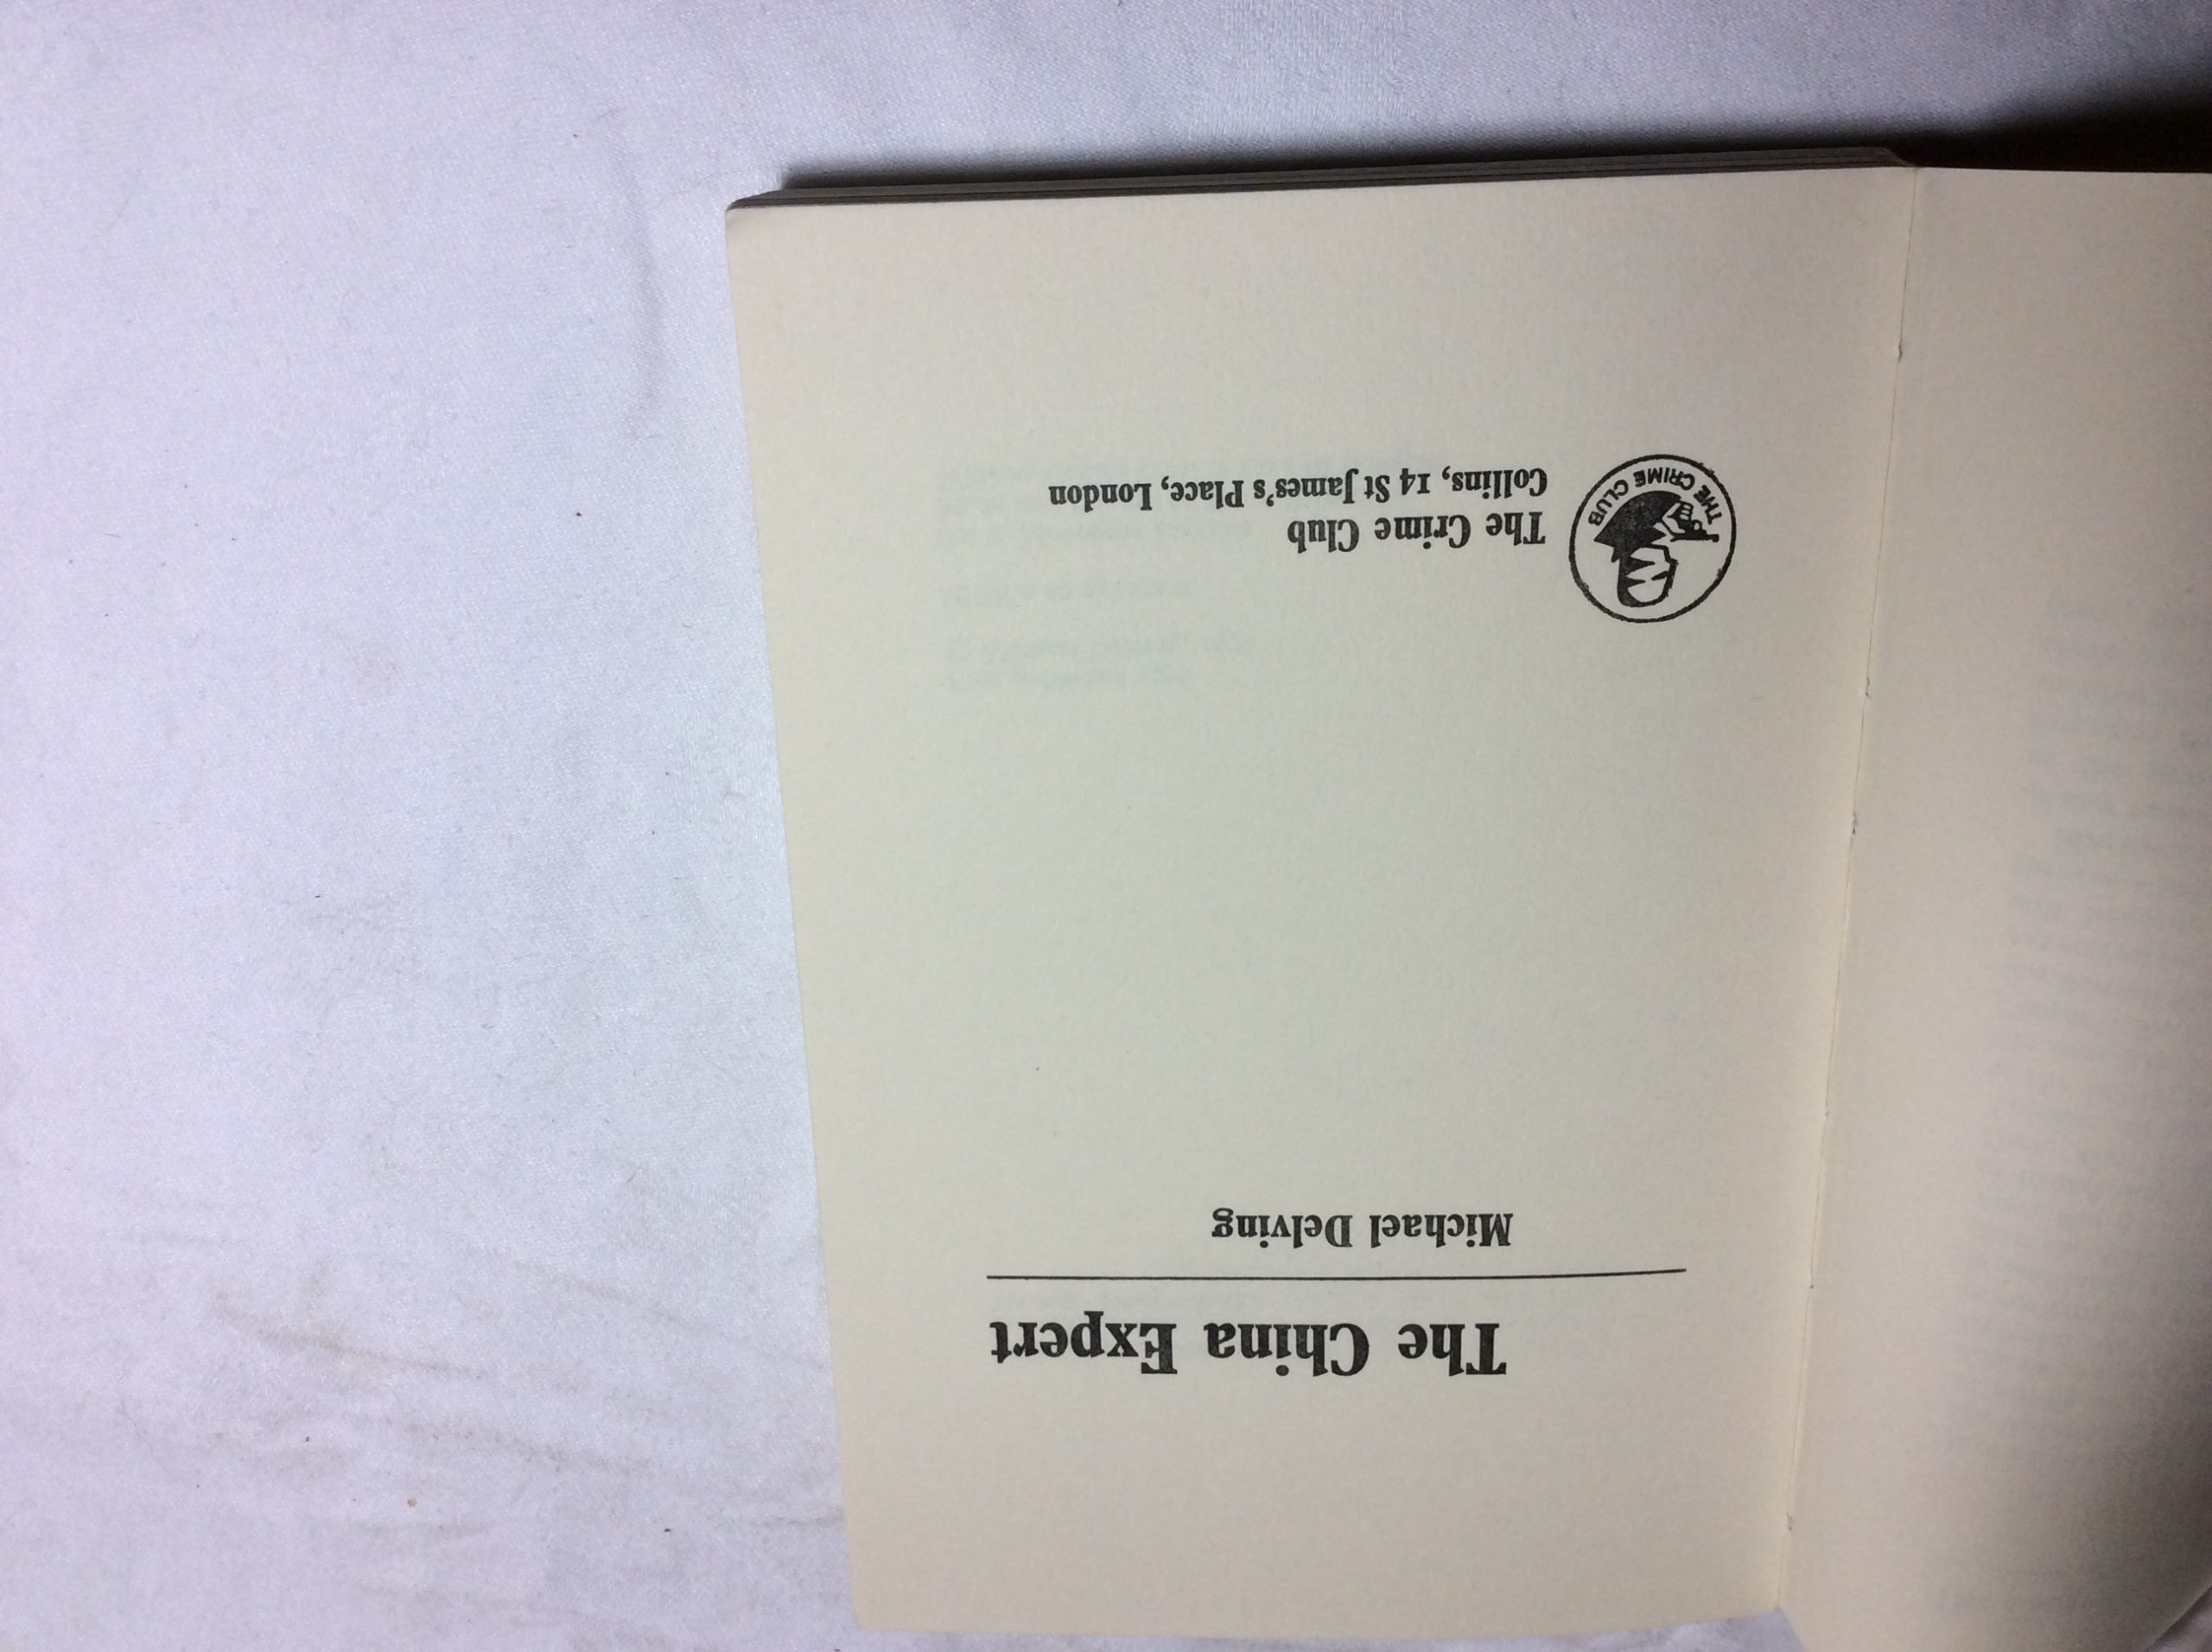 The China Expert
Michael Delving
THE CRIME CLUB
The Crime Club
Collins, 14 St James's Place, London